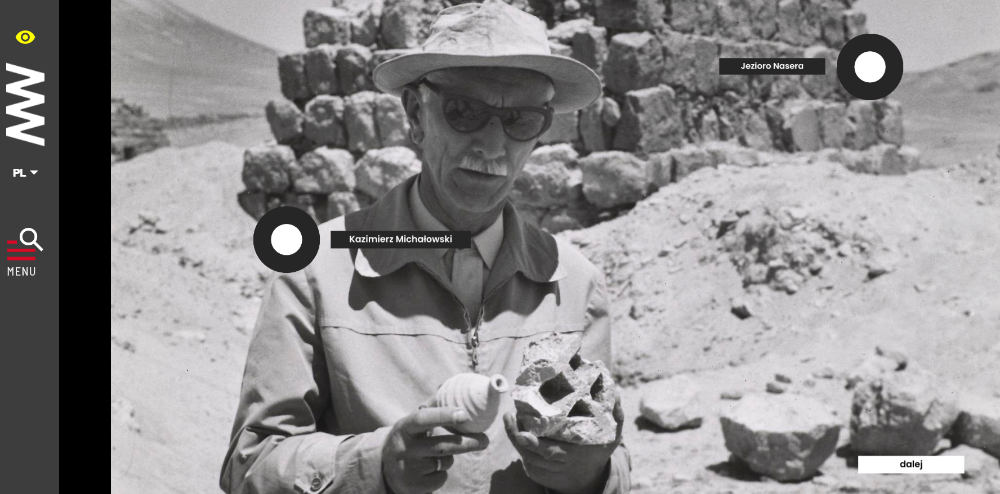 PL
MENU
Jezioro Nasera
Kazimierz Michałowski
dalej